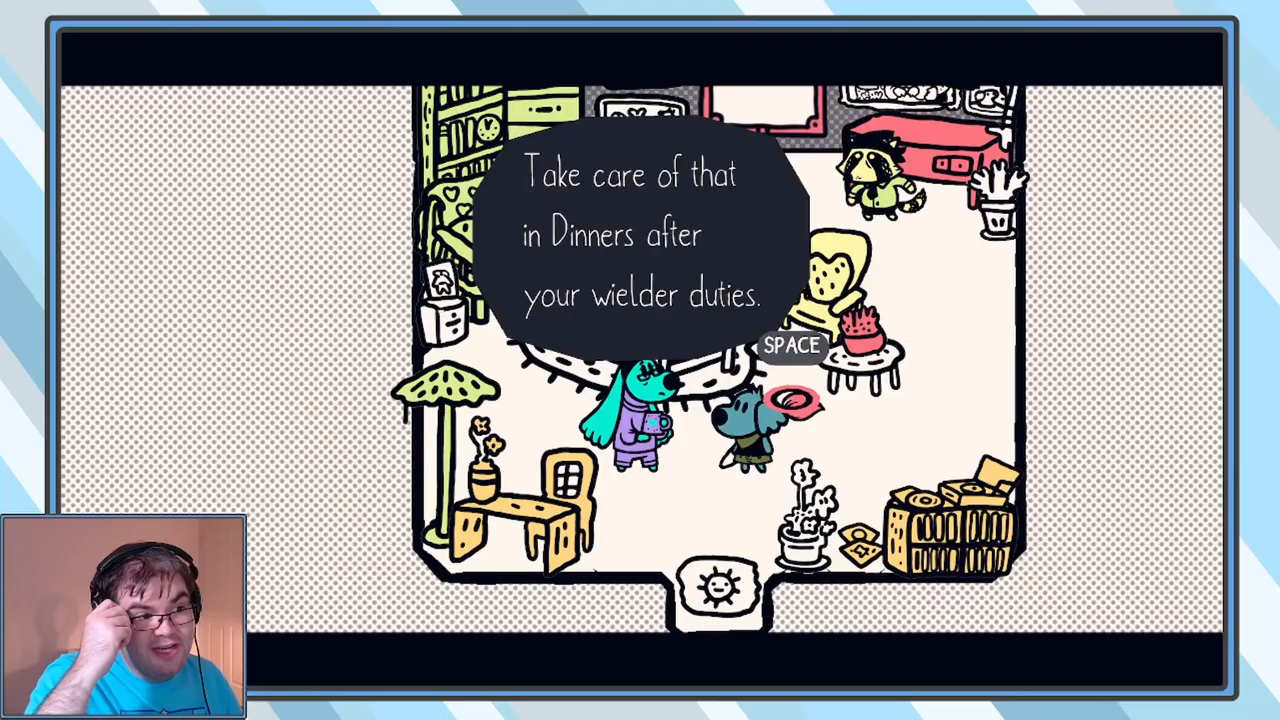 Take care of that
in Dinners after
your wielder duties.
SPACE